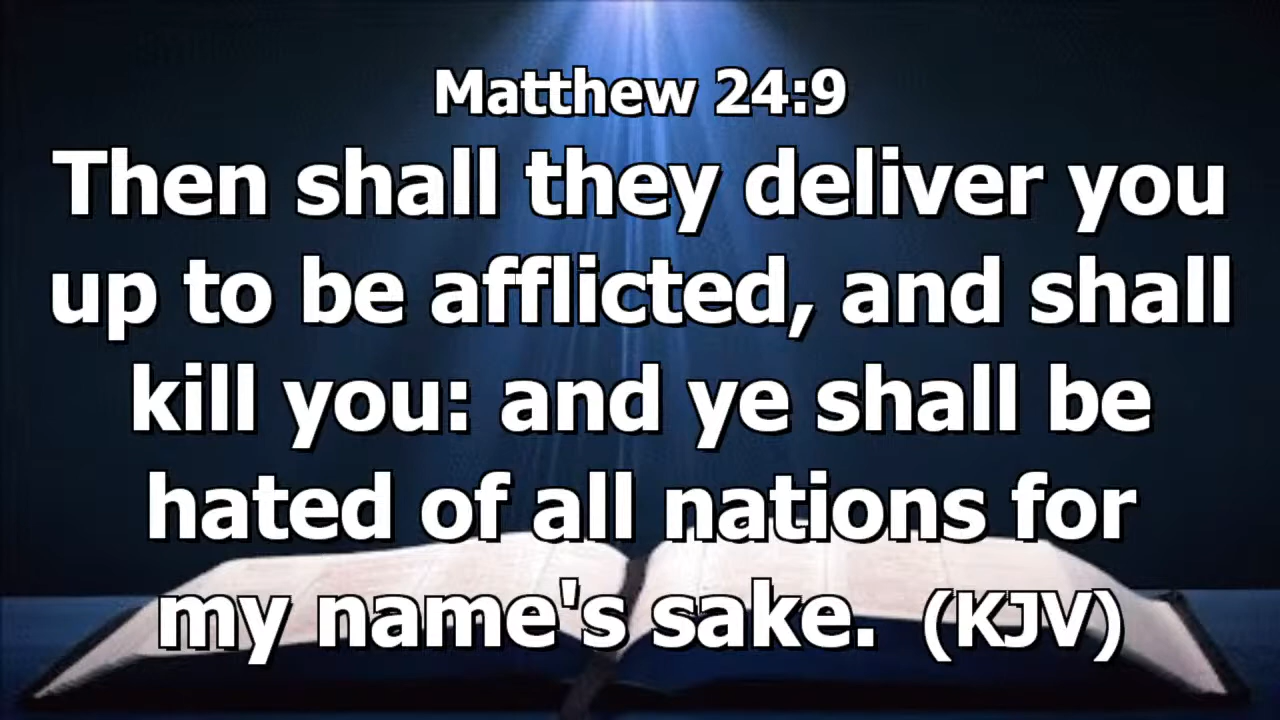 Matthew 24:9
Then shall they deliver you
up to be afflicted, and shall
kill you: and ye shall be
hated of all nations for
my name's sake. (KJV)